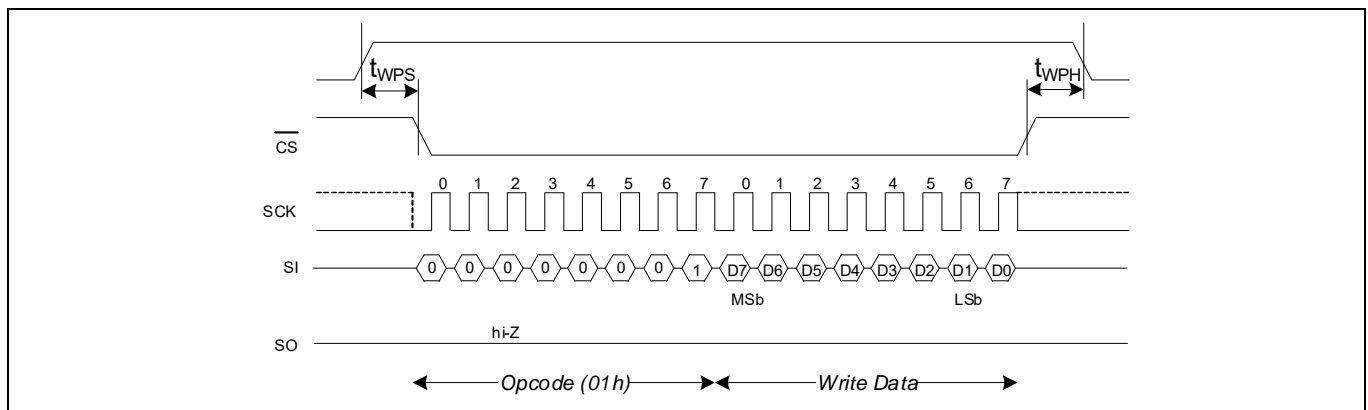 tWPS
tWPH
CS
0 1 2 3 4 5 6 7 0 1 2 3 4 5 6 7
SCK
SI 0 0 0 0 0 0 0 1 D7 D6 D5 D4 D3 D2 D1 D0
MSb LSb
hi-Z
SO
Opcode (01h) Write Data